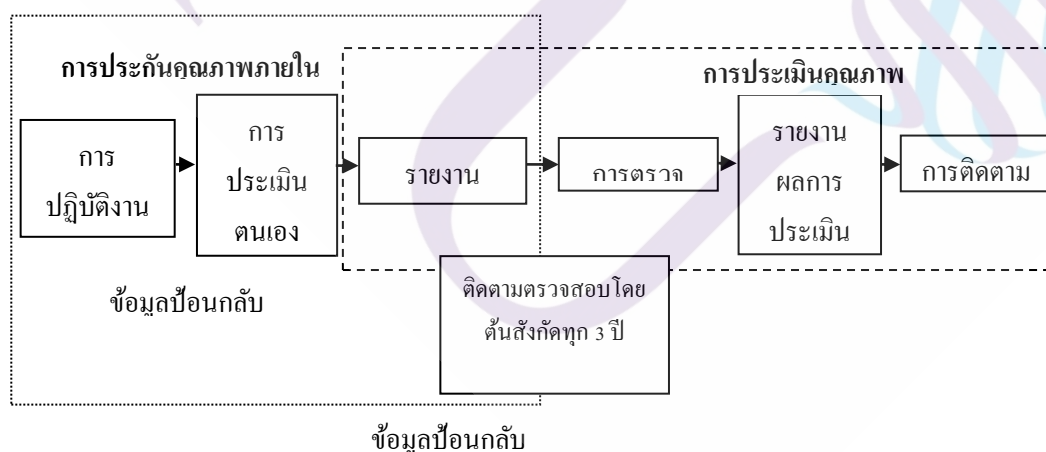 การประกันคุณภาพภายใน
การประเมินคุณภาพ
การ
ปฏิบัติงาน
การ
ประเมิน
ตนเอง
รายงาน
การตรวจ
รายงาน
ผลการ
ประเมิน
การติดตาม
ข้อมูลป้อนกลับ
ติดตามตรวจสอบโดย
ต้นสังกัดทุก 3 ปี
ข้อมูลป้อนกลับ